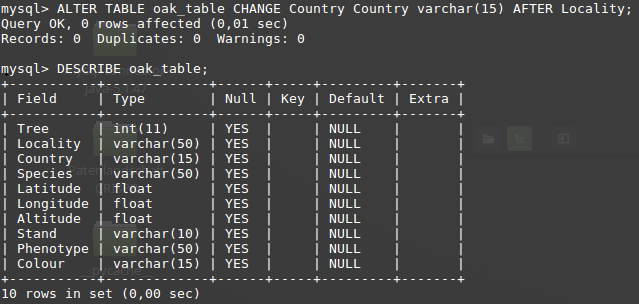 mysql> ALTER TABLE oak_table CHANGE Country Country varchar(15) AFTER Locality;
Query OK, 0 rows affected (0,01 sec)
Records: 0  Duplicates: 0  Warnings: 0
mysql> DESCRIBE oak_table;
+-----------+-------------+------+-----+---------+-------+
| Field     | Type        | Null | Key | Default | Extra |
+-----------+-------------+------+-----+---------+-------+
| Tree      | int(11)     | YES  |     | NULL    |       |
| Locality  | varchar(50) | YES  |     | NULL    |       |
| Country   | varchar(15) | YES  |     | NULL    |       |
| Species   | varchar(50) | YES  |     | NULL    |       |
| Latitude  | float       | YES  |     | NULL    |       |
| Longitude | float       | YES  |     | NULL    |       |
| Altitude  | float       | YES  |     | NULL    |       |
| Stand     | varchar(10) | YES  |     | NULL    |       |
| Phenotype | varchar(50) | YES  |     | NULL    |       |
| Colour    | varchar(15) | YES  |     | NULL    |       |
+-----------+-------------+------+-----+---------+-------+
10 rows in set (0,00 sec)